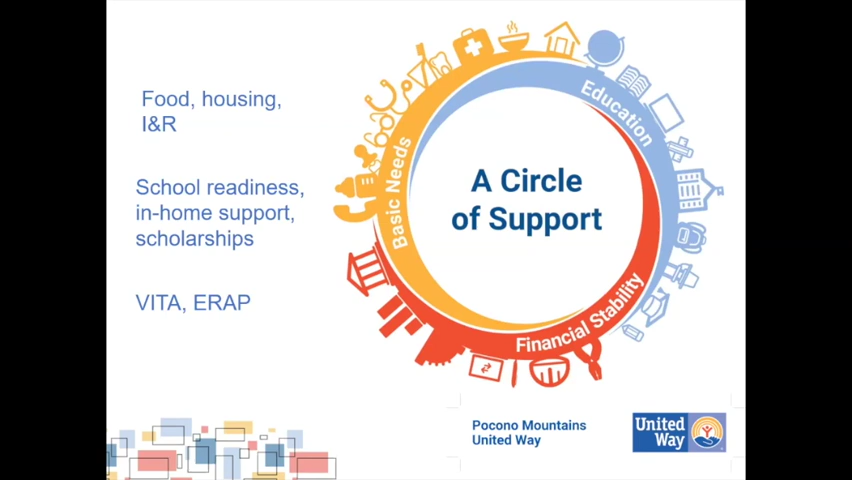 Food, housing,
I&R
School readiness,
in-home support,
scholarships
VITA, ERAP
Basic Needs
Education
Financial Stability
A Circle
of Support
Pocono Mountains
United Way
United
Way